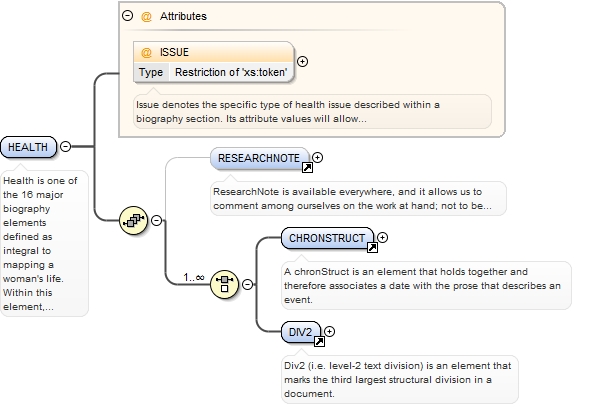 @ Attributes
@ ISSUE
Type Restriction of 'xs:token'
Issue denotes the specific type of health issue described within a
biography section. Its attribute values will allow...
HEALTH
Health is one of
the 16 major
biography
elements
defined as
integral to
mapping a
woman's life.
Within this
element,...
RESEARCHNOTE
ResearchNote is available everywhere, and it allows us to
comment among ourselves on the work at hand; not to be...
1..∞
CHRONSTRUCT
A chronStruct is an element that holds together and
therefore associates a date with the prose that describes an
event.
DIV2
Div2 (i.e. level-2 text division) is an element that
marks the third largest structural division in a
document.